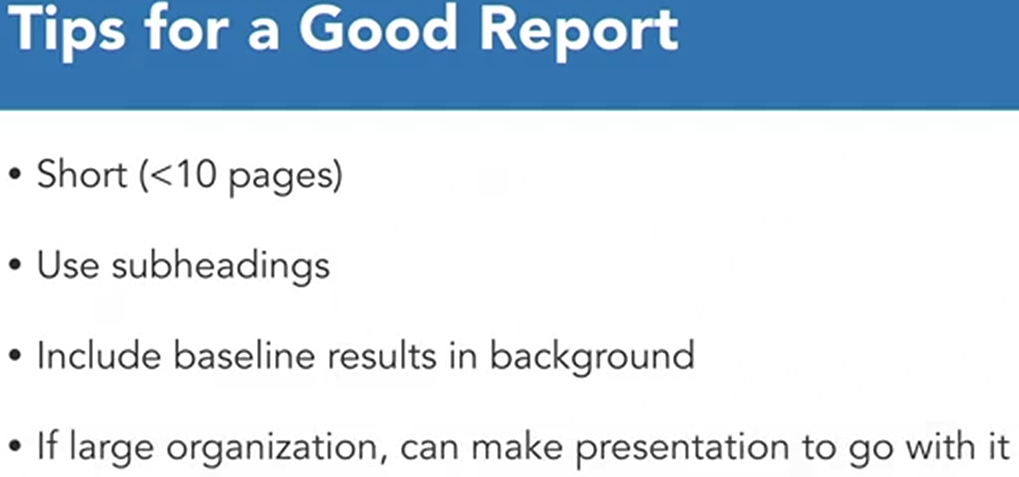 Tips for a Good Report
• Short (<10 pages)
• Use subheadings
• Include baseline results in background
• If large organization, can make presentation to go with it